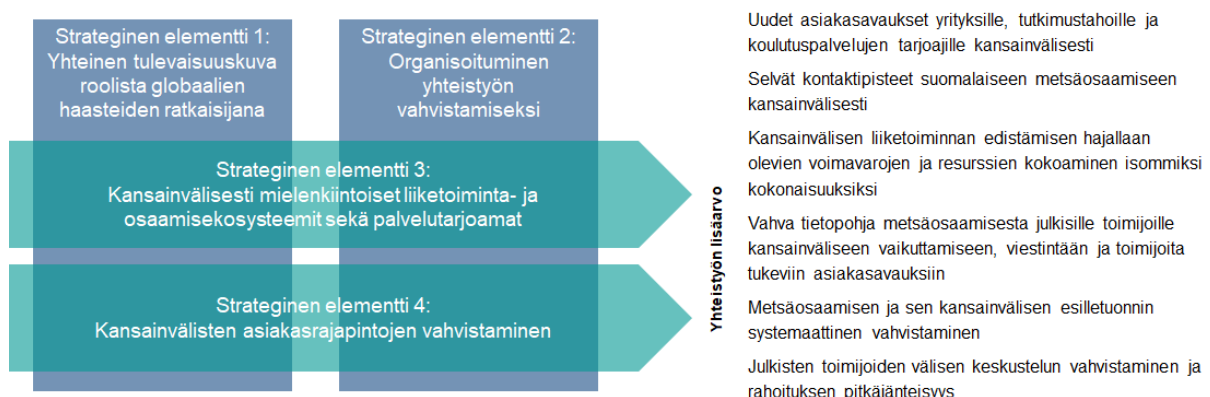 Strateginen elementti 1:
Yhteinen tulevaisuuskuva
roolista globaalien
haasteiden ratkaisijana
Strateginen elementti 2:
Organisoituminen
yhteistyön
vahvistamiseksi
Strateginen elementti 3:
Kansainvälisesti mielenkiintoiset liiketoiminta- ja
osaamisekosysteemit sekä palvelutarjoamat
Strateginen elementti 4:
Kansainvälisten asiakasrajapintojen vahvistaminen
Yhteistyön lisäarvo
Uudet asiakasavaukset yrityksille, tutkimustahoille ja
koulutuspalvelujen tarjoajille kansainvälisesti
Selvät kontaktipisteet suomalaiseen metsäosaamiseen
kansainvälisesti
Kansainvälisen liiketoiminnan edistämisen hajallaan
olevien voimavarojen ja resurssien kokoaminen isommiksi
kokonaisuuksiksi
Vahva tietopohja metsäosaamisesta julkisille toimijoille
kansainväliseen vaikuttamiseen, viestintään ja toimijoita
tukeviin asiakasavauksiin
Metsäosaamisen ja sen kansainvälisen esilletuonnin
systemaattinen vahvistaminen
Julkisten toimijoiden välisen keskustelun vahvistaminen ja
rahoituksen pitkäjänteisyys